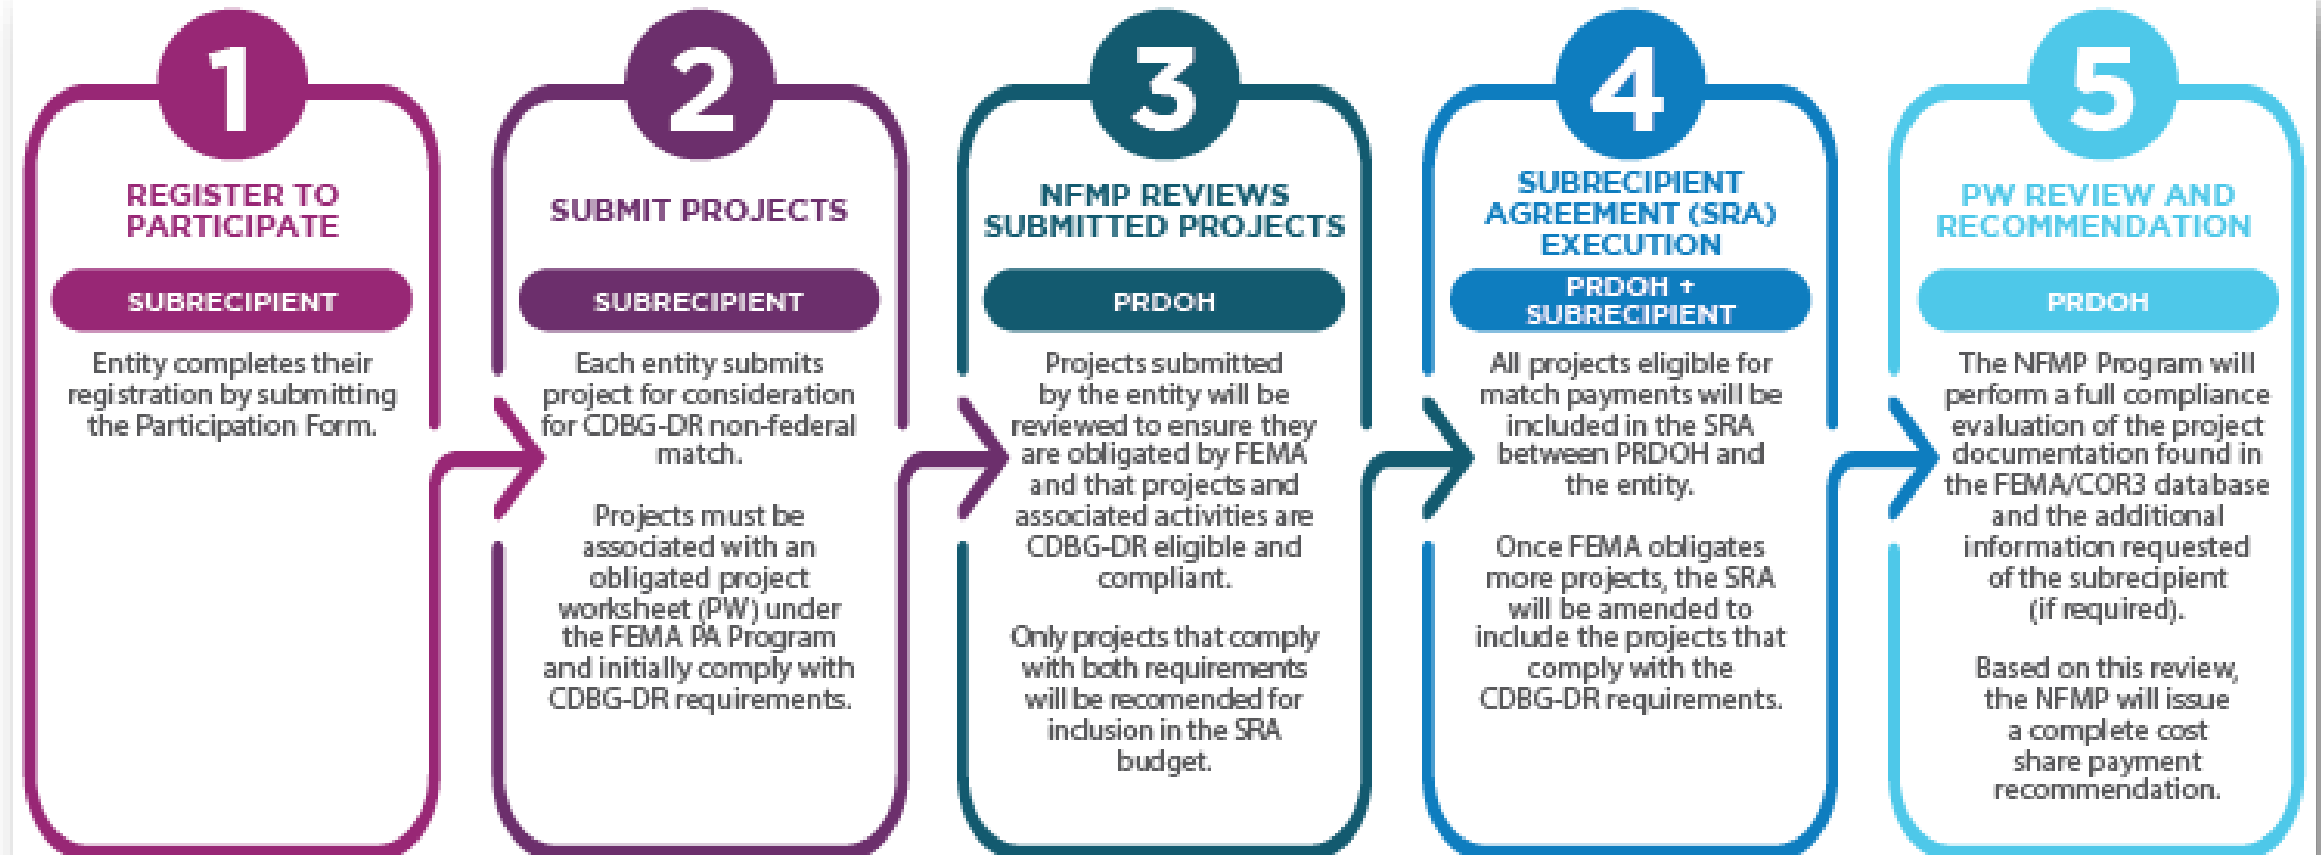 1
REGISTER TO
PARTICIPATE
SUBRECIPIENT
Entity completes their
registration by submitting
the Participation Form.
2
SUBMIT PROJECTS
SUBRECIPIENT
Each entity submits
project for consideration
for CDBG-DR non-federal
match.
Projects must be
associated with an
obligated project
worksheet (PW) under
the FEMA PA Program
and initially comply with
CDBG-DR requirements.
3
NFMP REVIEWS
SUBMITTED PROJECTS
PRDOH
Projects submitted
by the entity will be
reviewed to ensure they
are obligated by FEMA
and that projects and
associated activities are
CDBG-DR eligible and
compliant.
Only projects that comply
with both requirements
will be recomended for
inclusion in the SRA
budget.
4
SUBRECIPIENT
AGREEMENT (SRA)
EXECUTION
PRDOH +
SUBRECIPIENT
All projects eligible for
match payments will be
included in the SRA
between PRDOH and
the entity.
Once FEMA obligates
more projects, the SRA
will be amended to
include the projects that
comply with the
CDBG-DR requirements.
5
PW REVIEW AND
RECOMMENDATION
PRDOH
The NFMP Program will
perform a full compliance
evaluation of the project
documentation found in
the FEMA/COR3 database
and the additional
information requested
of the subrecipient
(if required).
Based on this review,
the NFMP will issue
a complete cost
share payment
recommendation.